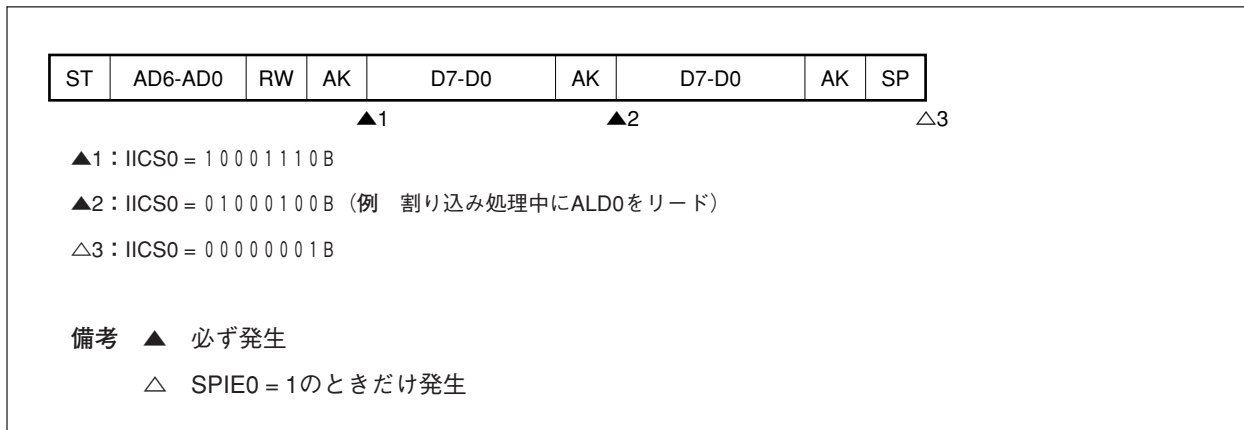 ST AD6-AD0 RW AK D7-D0 AK D7-D0 AK SP
▲1 ▲2 △3
▲1：IICS0 = 10001110B
▲2：IICS0 = 01000100B（例　割り込み処理中にALD0をリード）
△3：IICS0 = 00000001B
備考　▲　必ず発生
△　SPIE0 = 1のときだけ発生